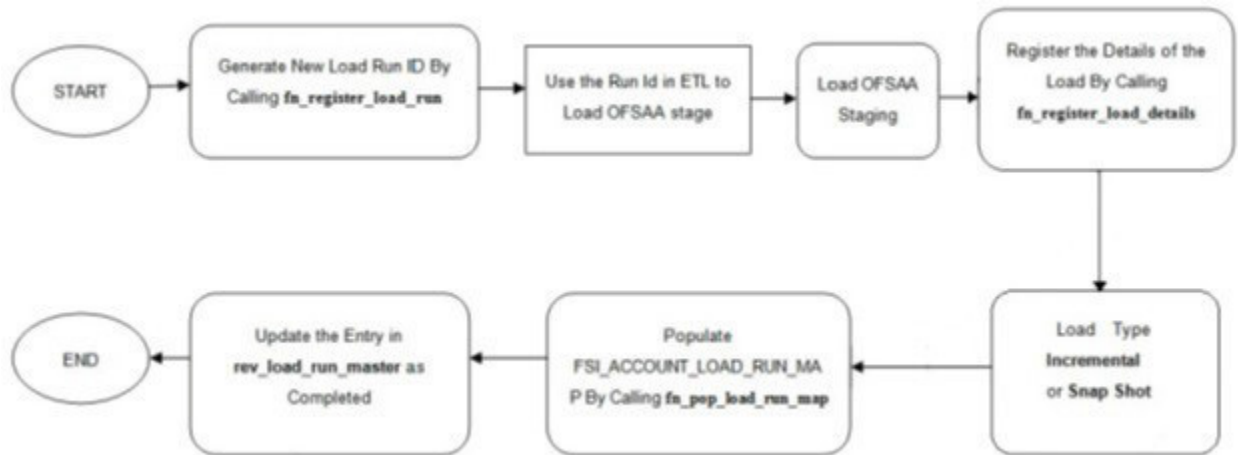 START
Generate New Load Run ID By
Calling fn_register_load_run
Use the Run Id in ETL to
Load OFSAA stage
Load OFSAA
Staging
Register the Details of the
Load By Calling
fn_register_load_details
Load Type
Incremental
or Snap Shot
Populate
FSI_ACCOUNT_LOAD_RUN_MA
P By Calling fn_pop_load_run_map
Update the Entry in
rev_load_run_master as
Completed
END